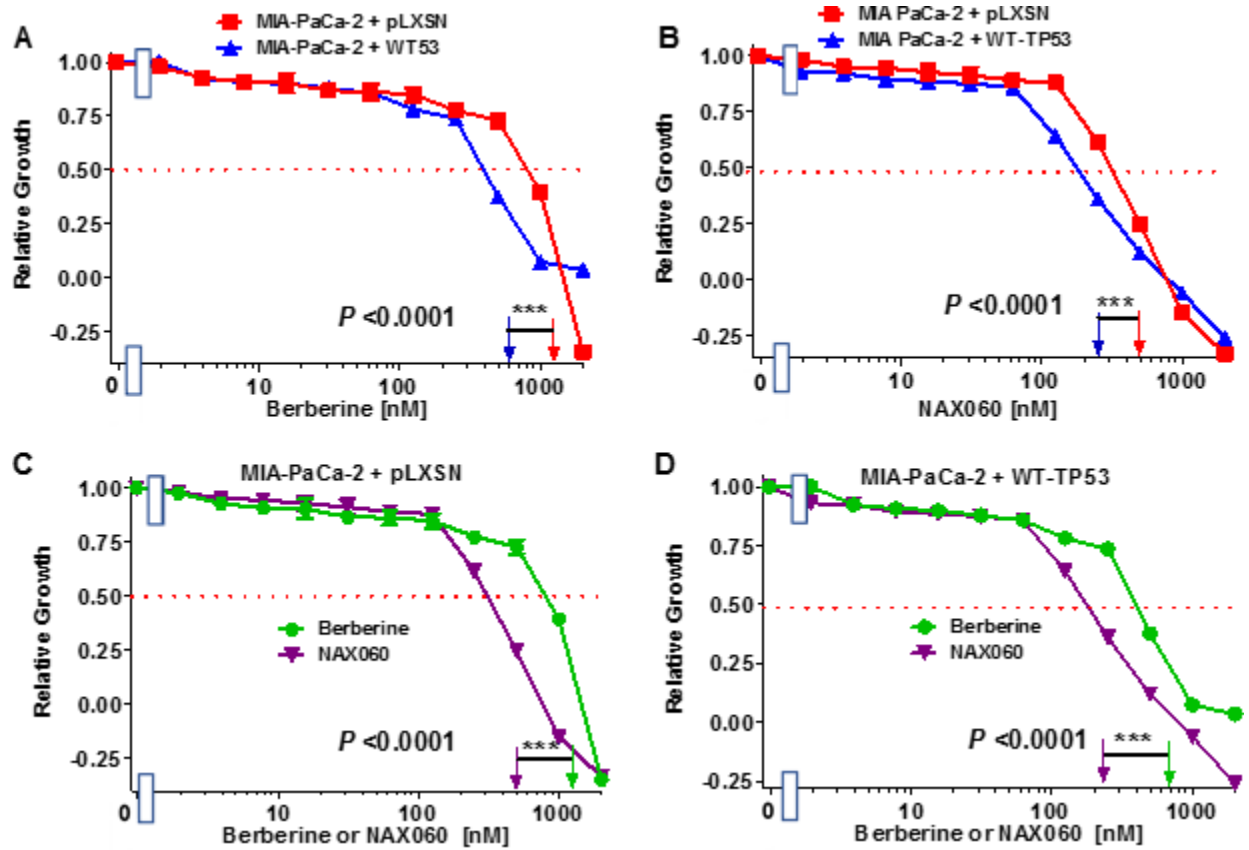 A
MIA-PaCa-2 + pLXSN
MIA-PaCa-2 + WT53
Relative Growth
1.00
0.75
0.50
0.25
0.00
-0.25
P <0.0001
***
0 10 100 1000
Berberine [nM]
B
MIA PaCa-2 + pLXSN
MIA PaCa-2 + WT-TP53
Relative Growth
1.00
0.75
0.50
0.25
0.00
-0.25
P <0.0001
***
0 10 100 1000
NAX060 [nM]
C
MIA-PaCa-2 + pLXSN
Relative Growth
1.00
0.75
0.50
0.25
0.00
-0.25
Berberine
NAX060
P <0.0001
***
0 10 100 1000
Berberine or NAX060 [nM]
D
MIA-PaCa-2 + WT-TP53
Relative Growth
1.00
0.75
0.50
0.25
0.00
-0.25
Berberine
NAX060
P <0.0001
***
0 10 100 1000
Berberine or NAX060 [nM]